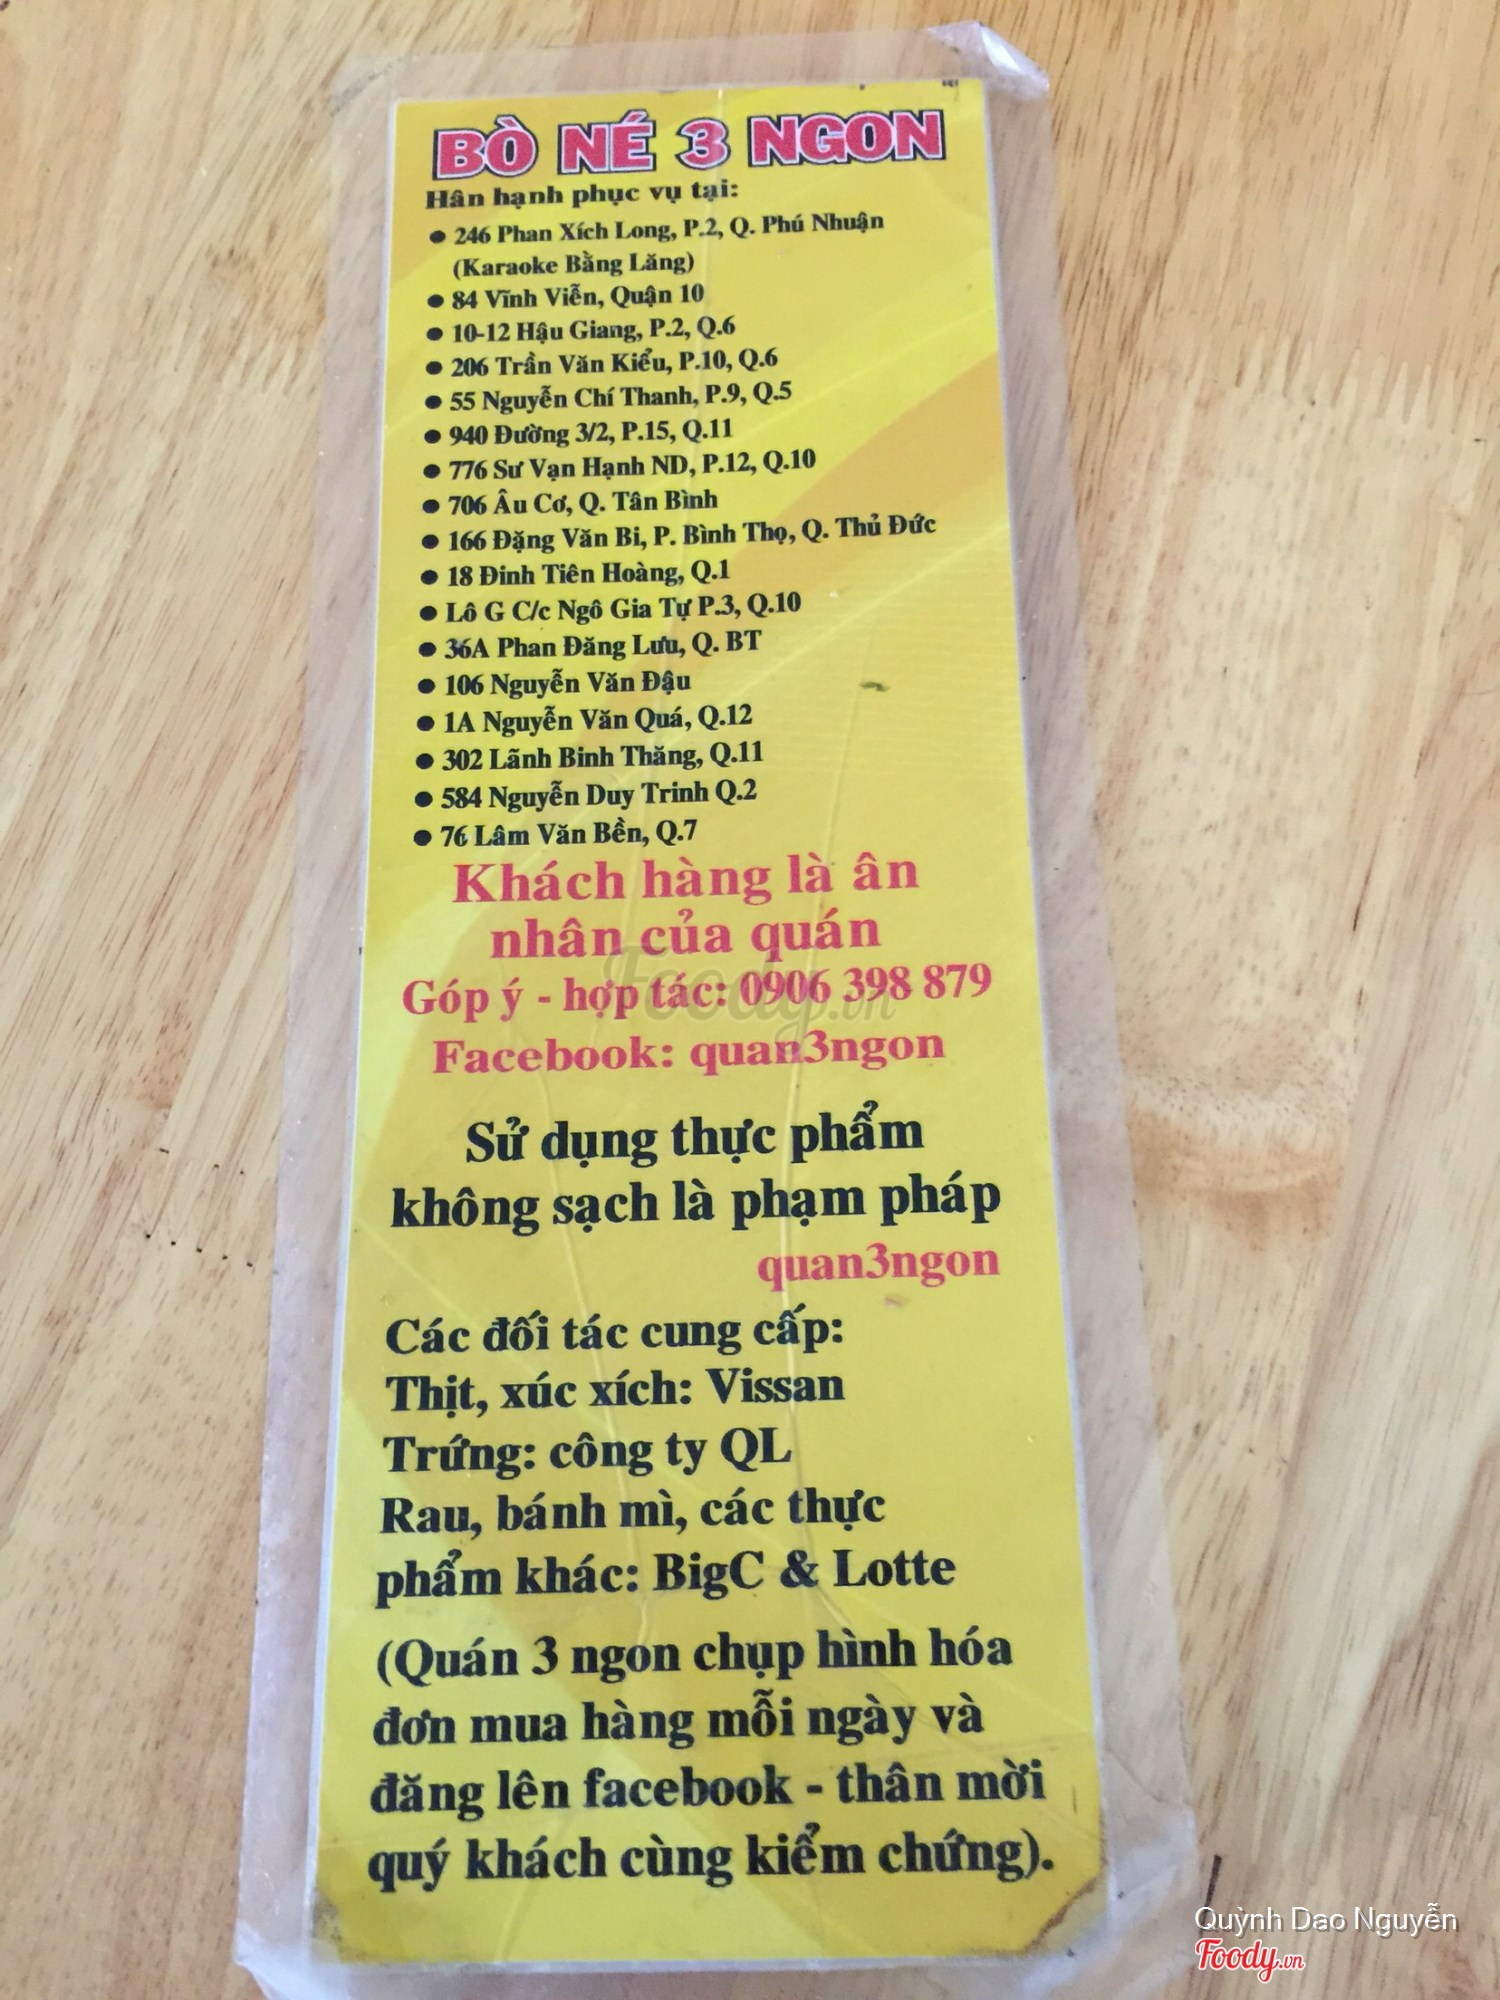 BÒ NÉ 3 NGON
Hân hạnh phục vụ tại:
● 246 Phan Xích Long, P.2, Q. Phú Nhuận
(Karaoke Bằng Lăng)
● 84 Vĩnh Viễn, Quận 10
● 10-12 Hậu Giang, P.2, Q.6
● 206 Trần Văn Kiểu, P.10, Q.6
● 55 Nguyễn Chí Thanh, P.9, Q.5
● 940 Đường 3/2, P.15, Q.11
● 776 Sư Vạn Hạnh ND, P.12, Q.10
● 706 Âu Cơ, Q. Tân Bình
● 166 Đặng Văn Bi, P. Bình Thọ, Q. Thủ Đức
● 18 Đinh Tiên Hoàng, Q.1
● Lô G C/c Ngô Gia Tự P.3, Q.10
● 36A Phan Đăng Lưu, Q. BT
● 106 Nguyễn Văn Đậu
● 1A Nguyễn Văn Quá, Q.12
● 302 Lãnh Binh Thăng, Q.11
● 584 Nguyễn Duy Trinh Q.2
● 76 Lâm Văn Bền, Q.7
Khách hàng là ân
nhân của quán
Góp ý - hợp tác: 0906 398 879
Facebook: quan3ngon
Sử dụng thực phẩm
không sạch là phạm pháp
quan3ngon
Các đối tác cung cấp:
Thịt, xúc xích: Vissan
Trứng: công ty QL
Rau, bánh mì, các thực
phẩm khác: BigC & Lotte
(Quán 3 ngon chụp hình hóa
đơn mua hàng mỗi ngày và
đăng lên facebook - thân mời
quý khách cùng kiểm chứng).
Foody.vn
Quỳnh Dao Nguyễn
Foody.vn